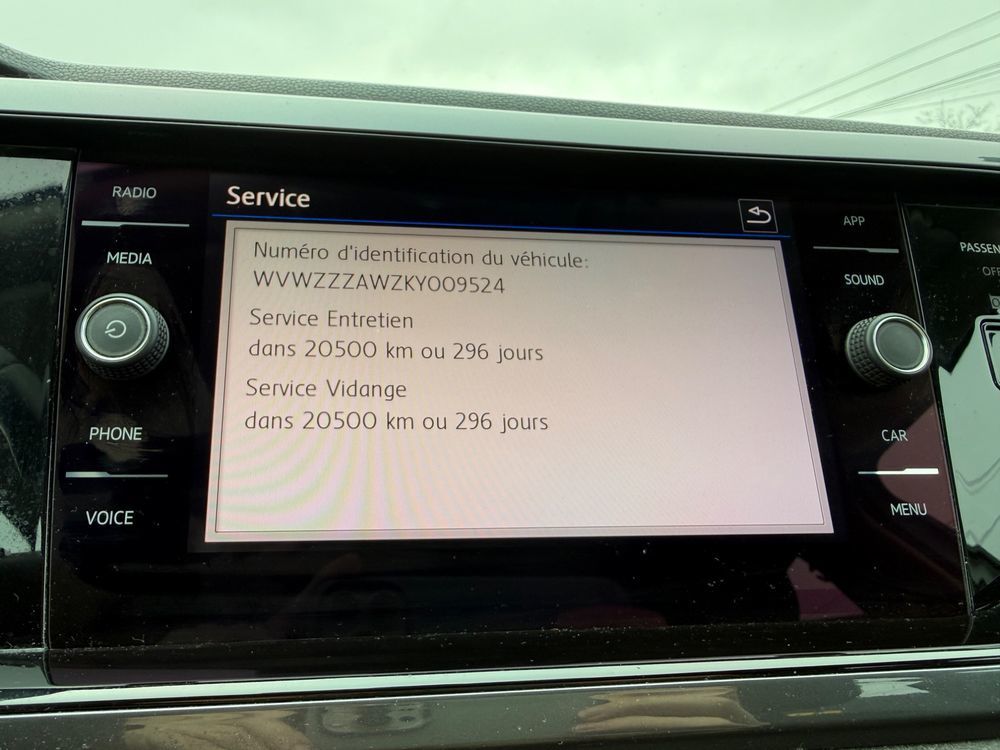 RADIO
MEDIA
PHONE
VOICE
Service
Numéro d'identification du véhicule:
WVWZZZAWZKY009524
Service Entretien
dans 20500 km ou 296 jours
Service Vidange
dans 20500 km ou 296 jours
APP
SOUND
CAR
MENU